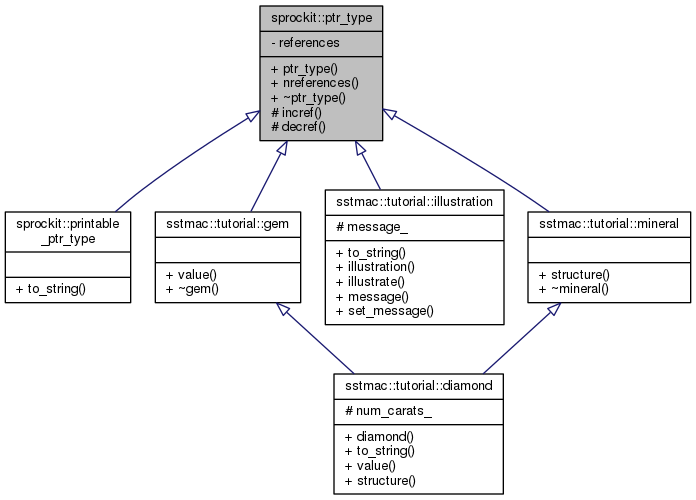 sprockit::ptr_type
- references
+ ptr_type()
+ nreferences()
+ ~ptr_type()
# incref()
# decref()
sprockit::printable
_ptr_type
+ to_string()
sstmac::tutorial::gem
+ value()
+ ~gem()
sstmac::tutorial::illustration
# message_
+ to_string()
+ illustration()
+ illustrate()
+ message()
+ set_message()
sstmac::tutorial::mineral
+ structure()
+ ~mineral()
sstmac::tutorial::diamond
# num_carats_
+ diamond()
+ to_string()
+ value()
+ structure()